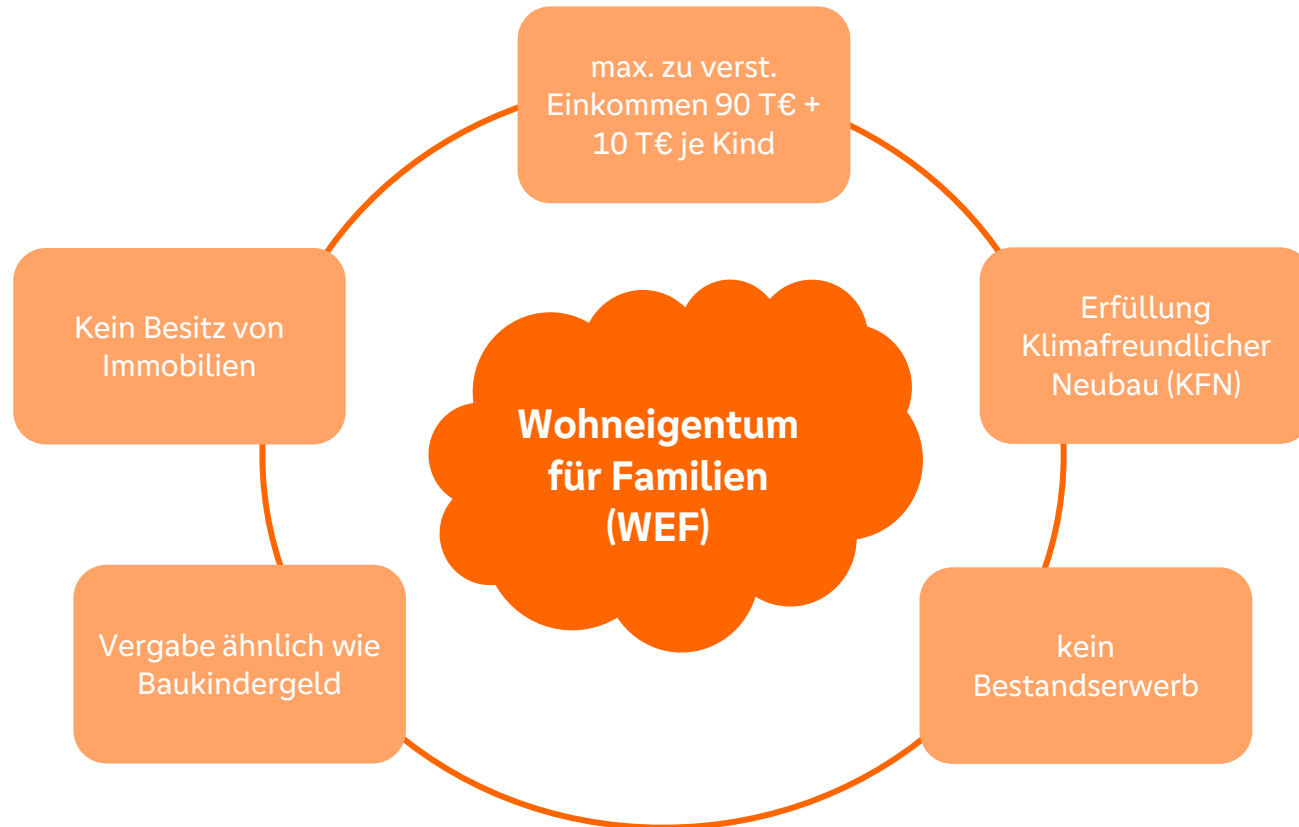 max. zu verst.
Einkommen 90 T€ +
10 T€ je Kind
Kein Besitz von
Immobilien
Erfüllung
Klimafreundlicher
Neubau (KFN)
Wohneigentum
für Familien
(WEF)
Vergabe ähnlich wie
Baukindergeld
kein
Bestandserwerb